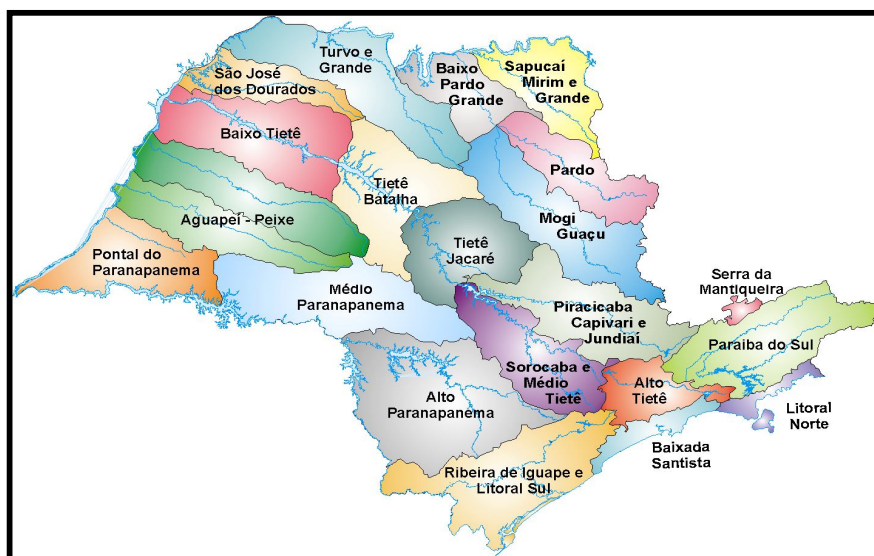 Turvo e
Grande
São José
dos Dourados
Baixo
Pardo
Grande
Sapucaí
Mirim e
Grande
Baixo Tietê
Tietê
Batalha
Pardo
Aguapeí - Peixe
Mogi
Guaçu
Tietê
Jacaré
Pontal do
Paranapanema
Médio
Paranapanema
Serra da
Mantiqueira
Piracicaba
Capivari e
Jundiaí
Paraiba do Sul
Sorocaba e
Médio
Tietê
Alto
Tietê
Alto
Paranapanema
Litoral
Norte
Baixada
Santista
Ribeira de Iguape e
Litoral Sul